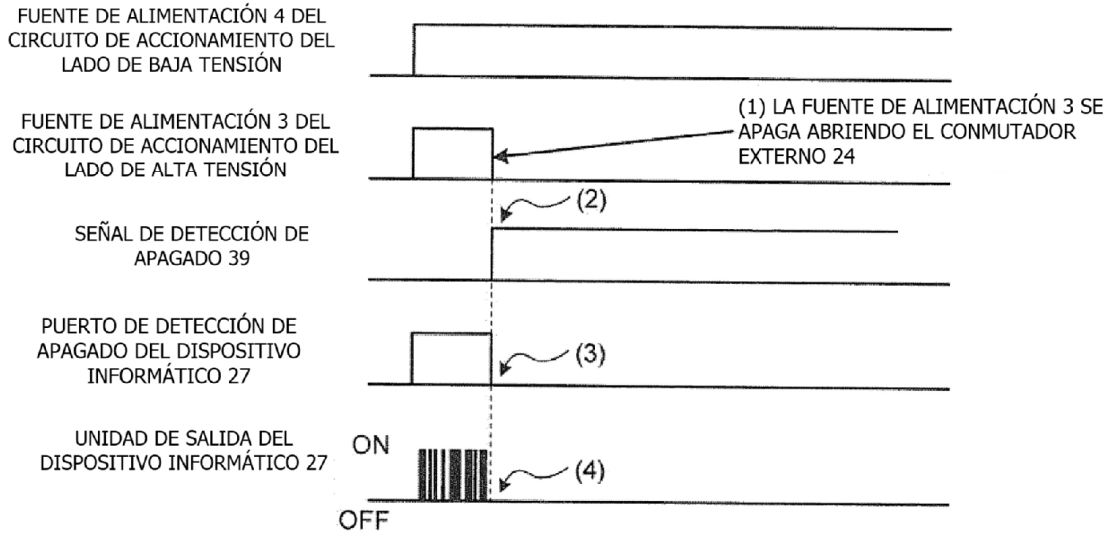 FUENTE DE ALIMENTACIÓN 4 DEL
CIRCUITO DE ACCIONAMIENTO DEL
LADO DE BAJA TENSIÓN
FUENTE DE ALIMENTACIÓN 3 DEL
CIRCUITO DE ACCIONAMIENTO DEL
LADO DE ALTA TENSIÓN
(1) LA FUENTE DE ALIMENTACIÓN 3 SE
APAGA ABRIENDO EL CONMUTADOR
EXTERNO 24
(2)
SEÑAL DE DETECCIÓN DE
APAGADO 39
PUERTO DE DETECCIÓN DE
APAGADO DEL DISPOSITIVO
INFORMÁTICO 27
(3)
UNIDAD DE SALIDA DEL
DISPOSITIVO INFORMÁTICO 27
ON
(4)
OFF